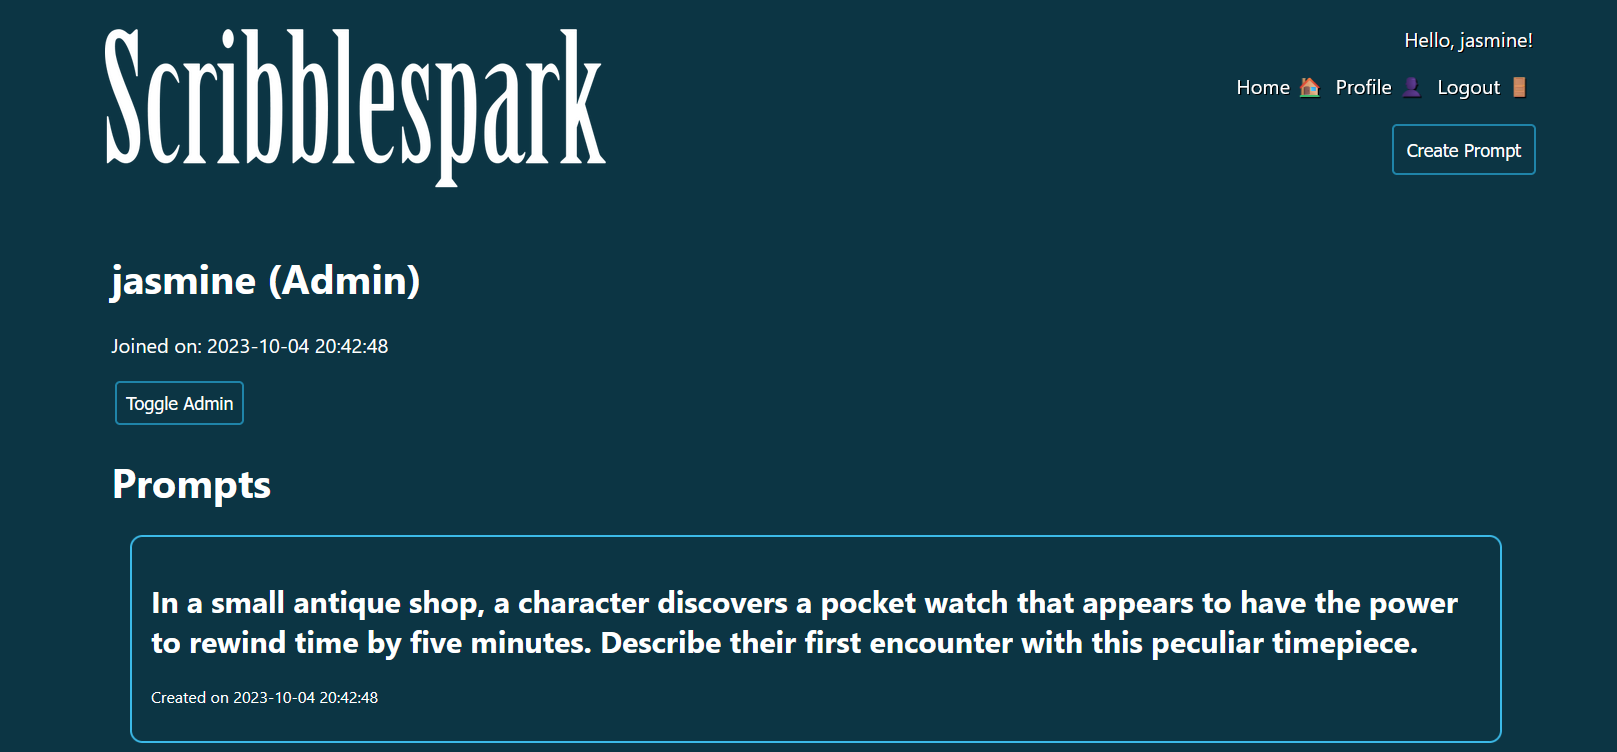 Scribblespark
Hello, jasmine!
Home Profile Logout
Create Prompt
jasmine (Admin)
Joined on: 2023-10-04 20:42:48
Toggle Admin
Prompts
In a small antique shop, a character discovers a pocket watch that appears to have the power
to rewind time by five minutes. Describe their first encounter with this peculiar timepiece.
Created on 2023-10-04 20:42:48